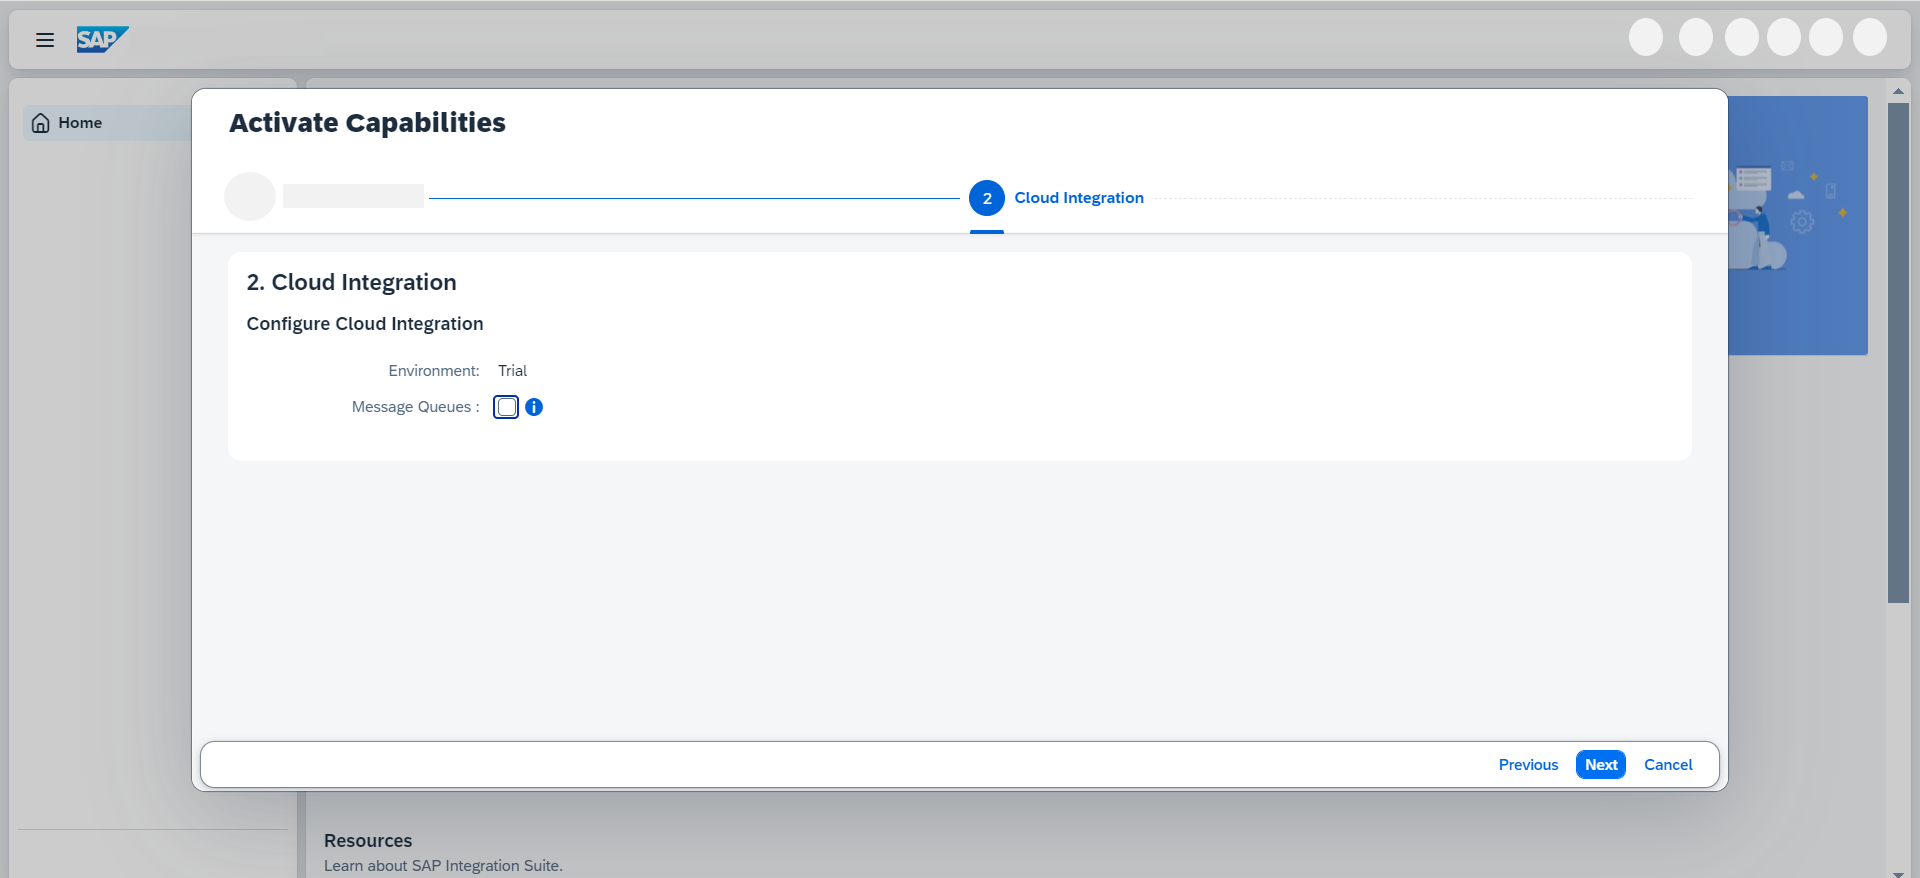 SAP
Home
Activate Capabilities
2 Cloud Integration
2. Cloud Integration
Configure Cloud Integration
Environment: Trial
Message Queues :
Previous Next Cancel
Resources
Learn about SAP Integration Suite.